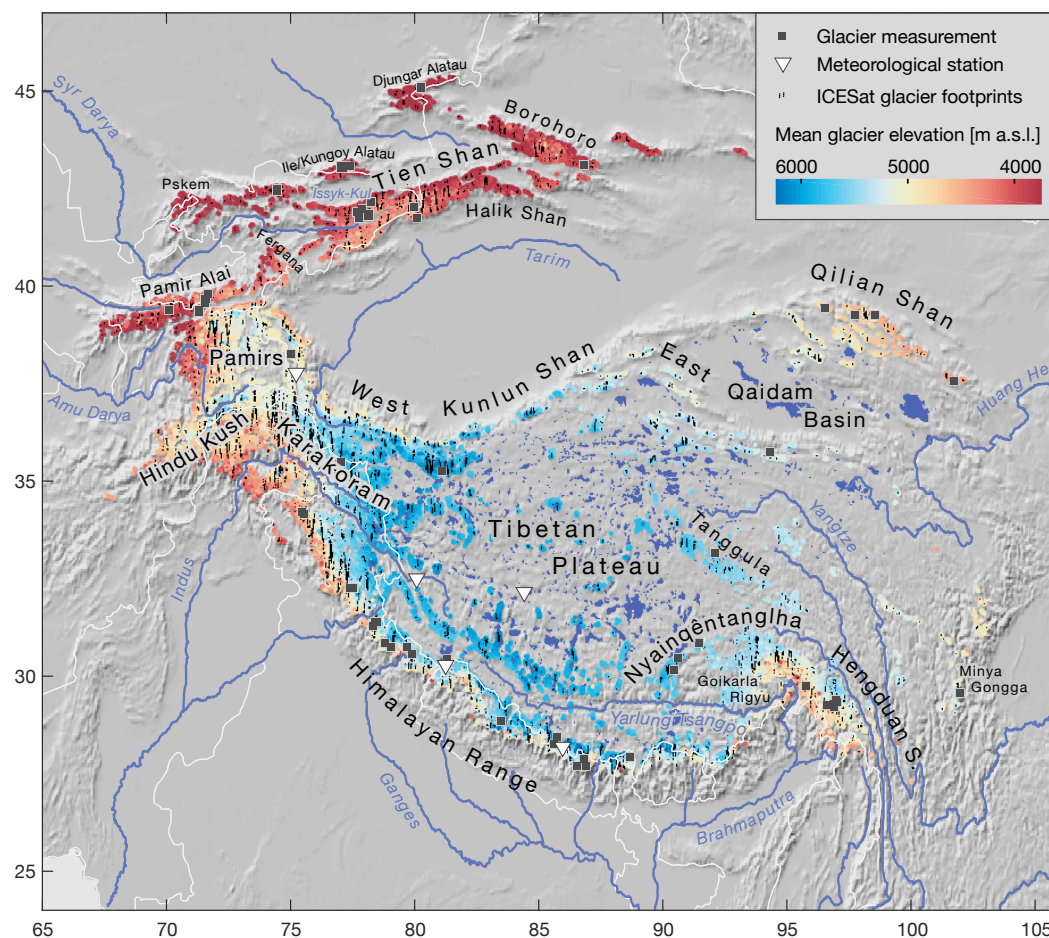 Glacier measurement
Meteorological station
ICESat glacier footprints
Mean glacier elevation [m a.s.l.]
6000 5000 4000
45
40
35
30
25
65 70 75 80 85 90 95 100 105
Djungar Alatau
Syr Darya
Borohoro
Ile/Kungoy Alatau
Tien Shan
Pskem
Issyk-Kul
Halik Shan
Fergana
Tarim
Pamir Alai
Qilian Shan
Pamirs
West
Kunlun Shan
East
Qaidam
Basin
Huang He
Amu Darya
Hindu Kush
Karakoram
Tibetan
Plateau
Tanggula
Yangtze
Indus
Nyainqêntanglha
Hengduan S.
Goikarla
Rigyu
Minya
Gongga
Himalayan Range
Yarlung Tsangpo
Ganges
Brahmaputra